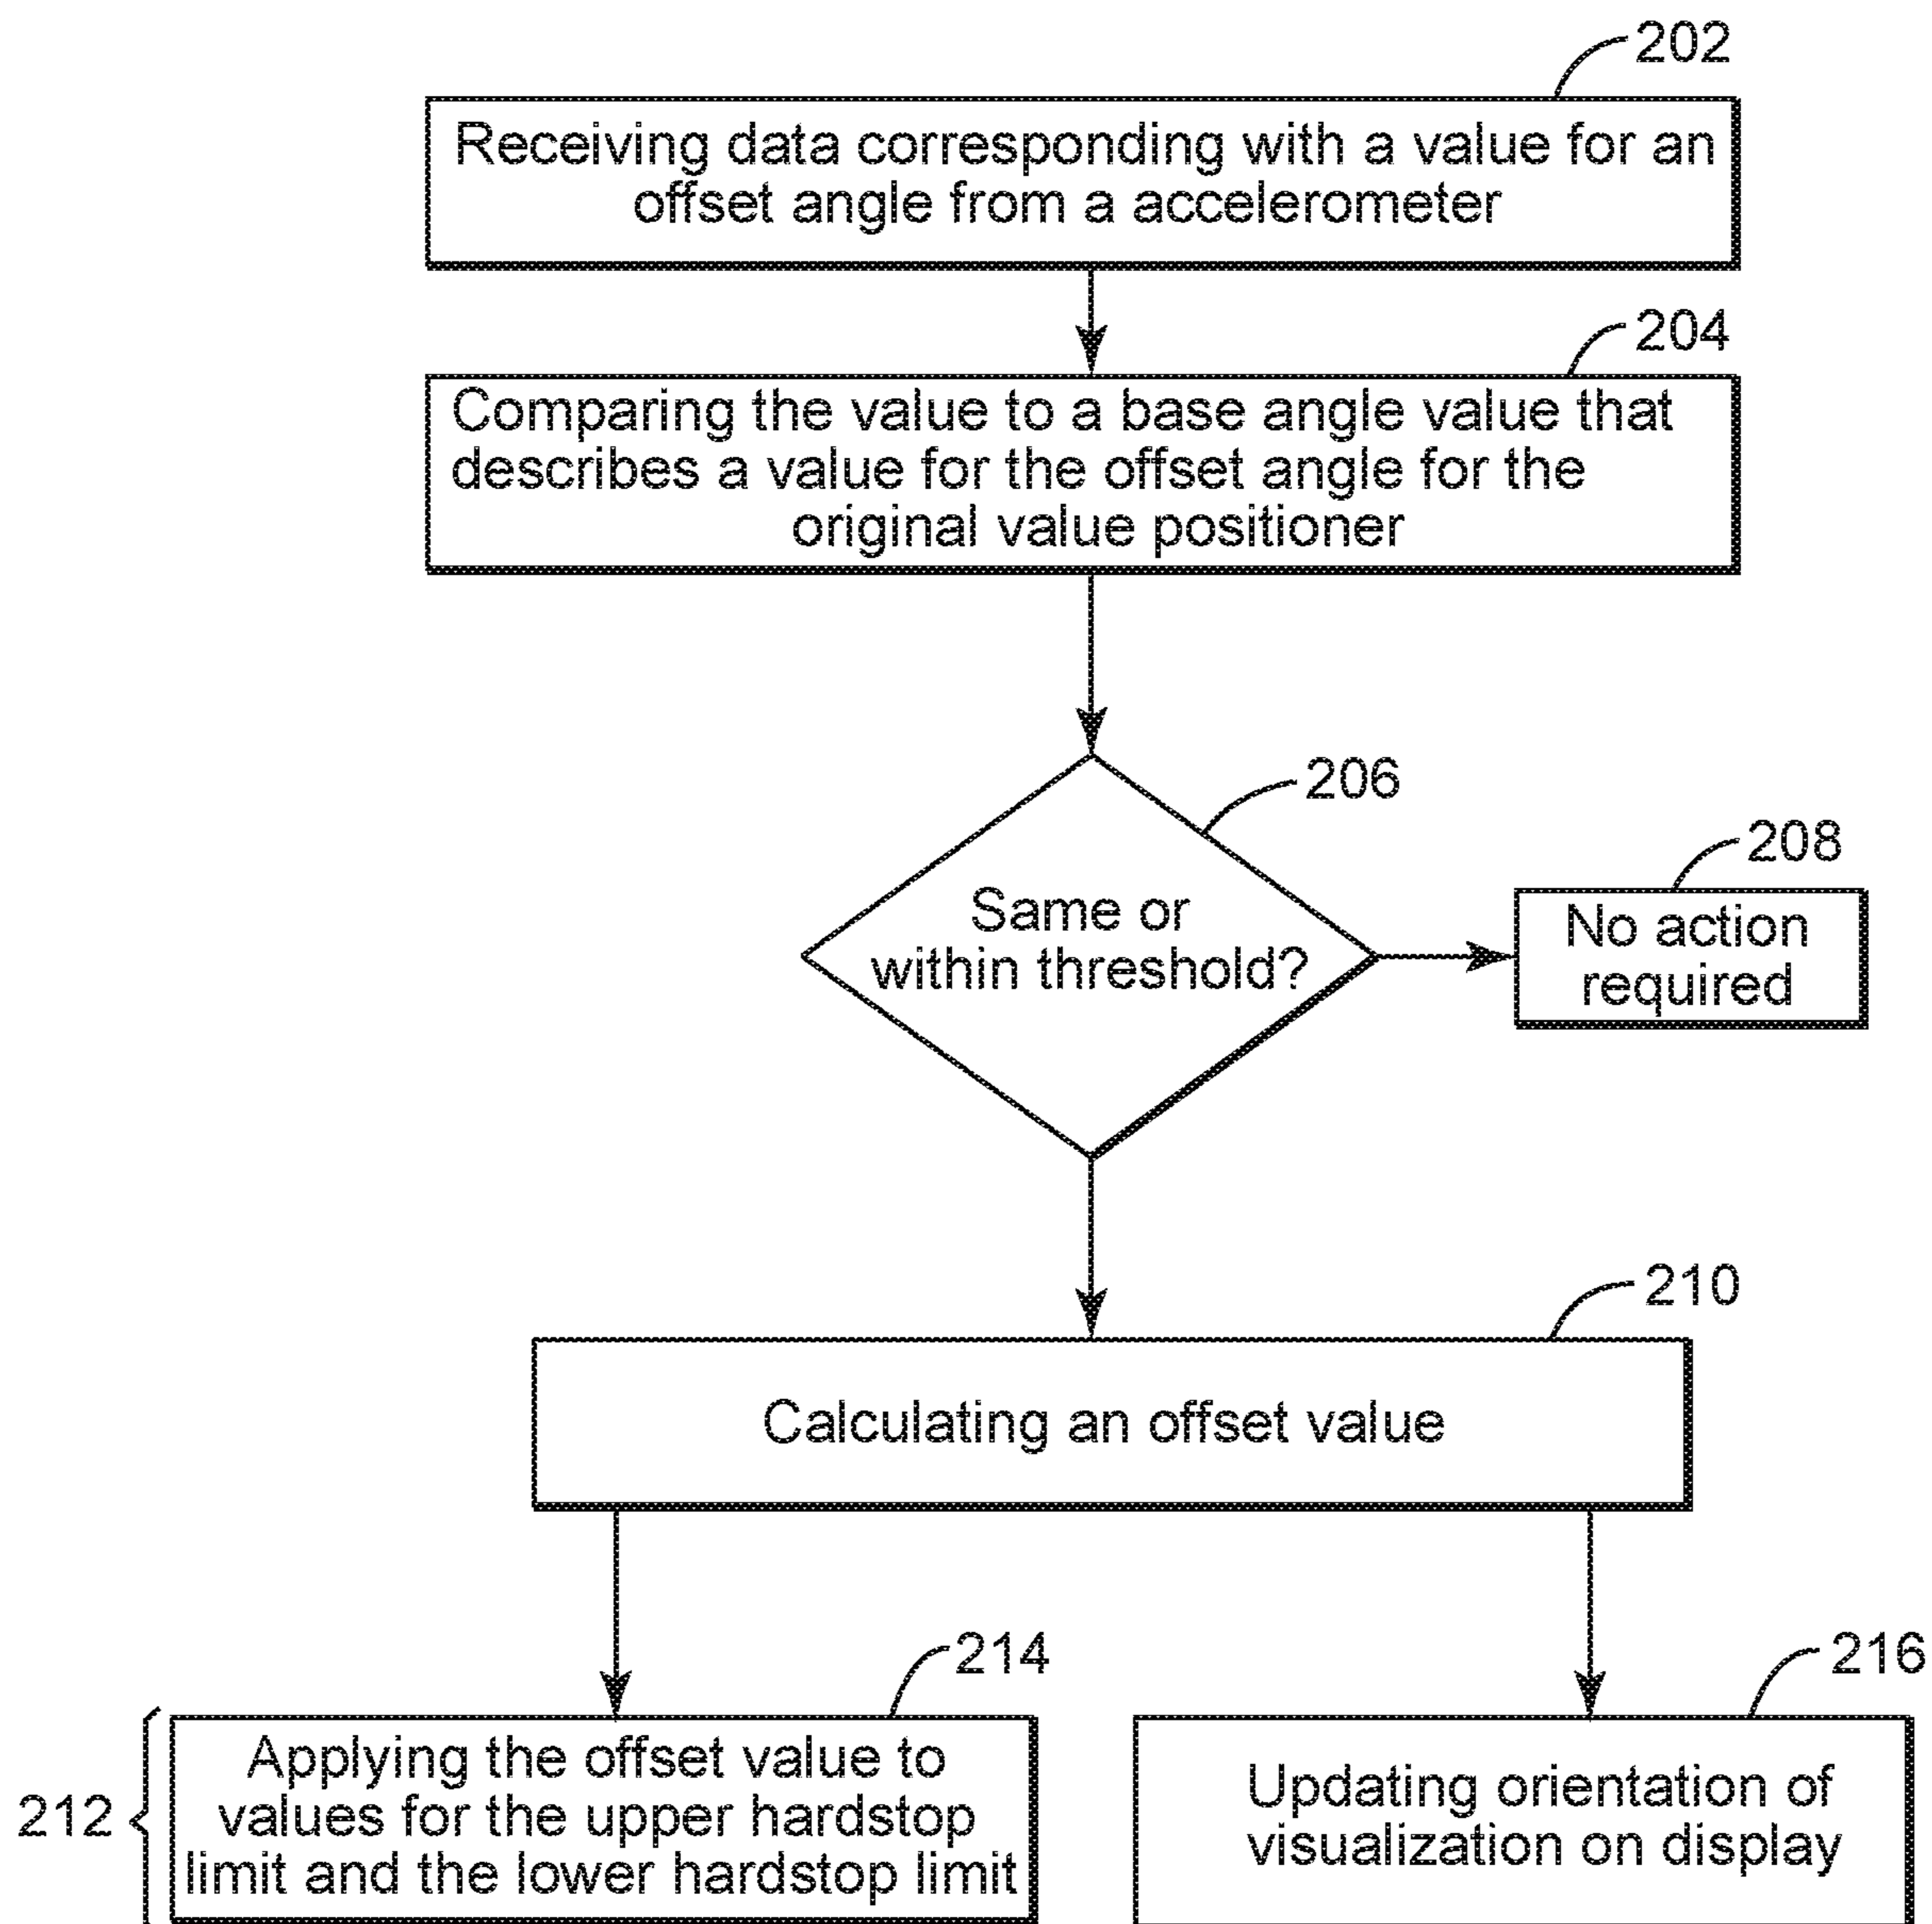 202
Receiving data corresponding with a value for an
offset angle from a accelerometer
204
Comparing the value to a base angle value that
describes a value for the offset angle for the
original value positioner
206
Same or
within threshold?
208
No action
required
210
Calculating an offset value
214
216
212
Applying the offset value to
values for the upper hardstop
limit and the lower hardstop limit
Updating orientation of
visualization on display